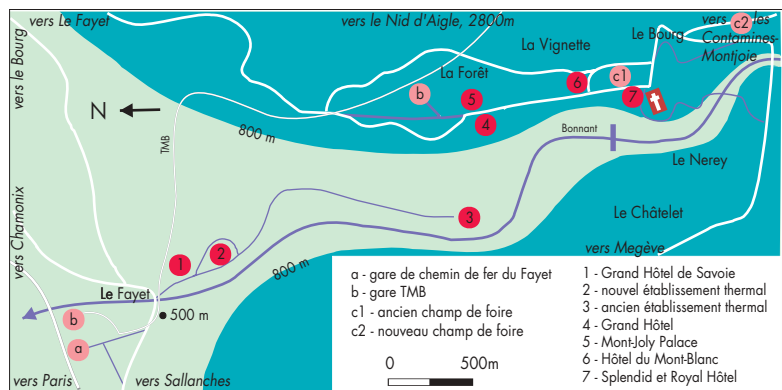 vers Le Fayet
vers le Nid d'Aigle, 2800m
vers les
Contamines-
Montjoie
c2
Le Bourg
vers le Bourg
La Vignette
La Forêt
6
c1
b
5
7
4
N
800 m
TMB
Bonnant
Le Nerey
Le Châtelet
vers Megève
3
2
1
800 m
vers Chamonix
Le Fayet
500 m
b
a
vers Paris
vers Sallanches
a - gare de chemin de fer du Fayet
b - gare TMB
c1 - ancien champ de foire
c2 - nouveau champ de foire
0 500m
1 - Grand Hôtel de Savoie
2 - nouvel établissement thermal
3 - ancien établissement thermal
4 - Grand Hôtel
5 - Mont-Joly Palace
6 - Hôtel du Mont-Blanc
7 - Splendid et Royal Hôtel